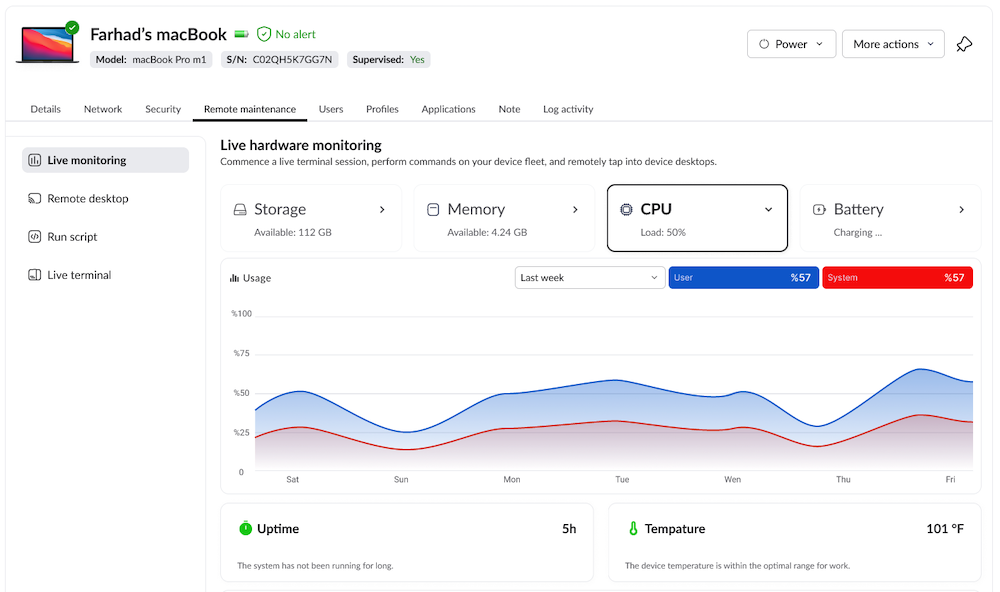 Farhad's macBook No alert
Model: macBook Pro m1 S/N: C02QH5K7GG7N Supervised: Yes
Power More actions
Details Network Security Remote maintenance Users Profiles Applications Note Log activity
Live monitoring
Remote desktop
Run script
Live terminal
Live hardware monitoring
Commence a live terminal session, perform commands on your device fleet, and remotely tap into device desktops.
Storage
Available: 112 GB
Memory
Available: 4.24 GB
CPU
Load: 50%
Battery
Charging ...
Usage Last week User %57 System %57
%100
%75
%50
%25
0
Sat Sun Mon Tue Wen Thu Fri
Uptime 5h
The system has not been running for long.
Tempature 101 °F
The device temperature is within the optimal range for work.